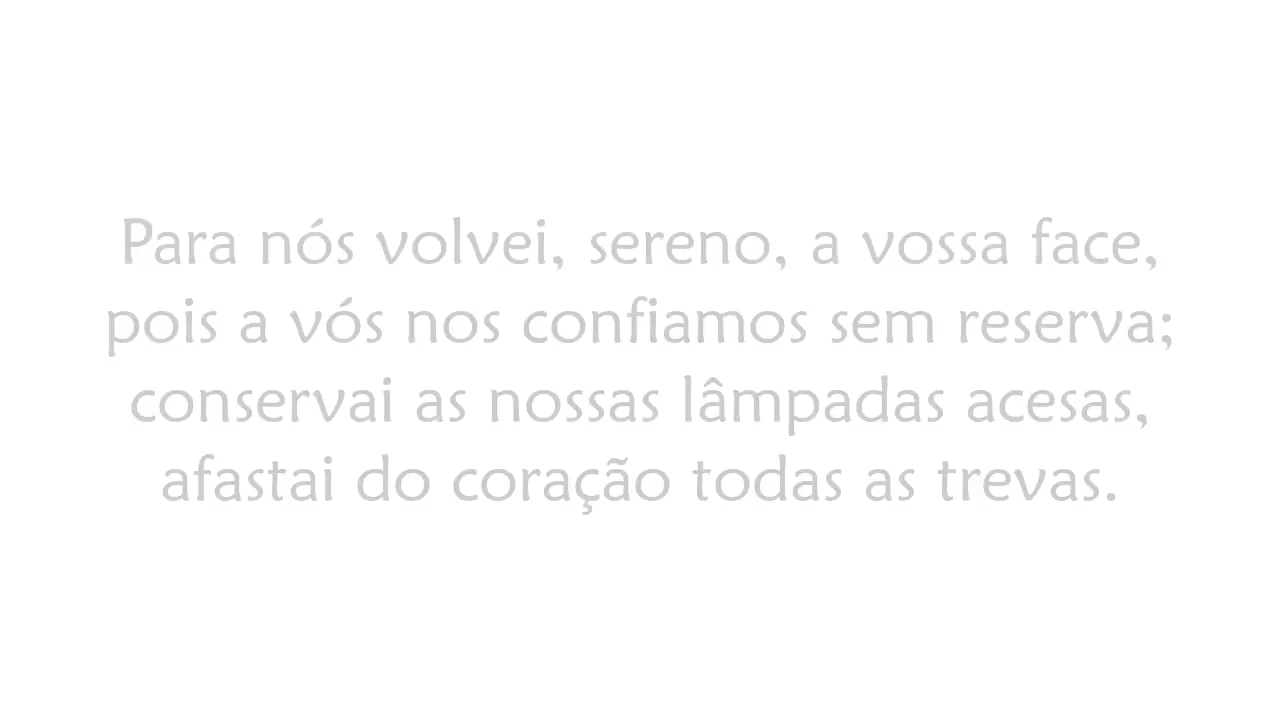 Para nós volvei, sereno, a vossa face,
pois a vós nos confiamos sem reserva;
conservai as nossas lâmpadas acesas,
afastai do coração todas as trevas.